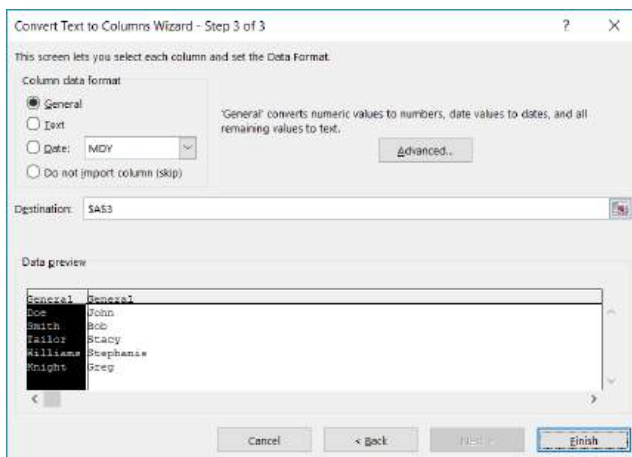 Convert Text to Columns Wizard - Step 3 of 3
? X
This screen lets you select each column and set the Data Format.
Column data format
General
Text
Date: MDY
Do not import column (skip)
'General' converts numeric values to numbers, date values to dates, and all
remaining values to text.
Advanced...
Destination: $A$3
Data preview
General General
Doe John
Smith Bob
Tailor Stacy
Williams Stephanie
Knight Greg
Cancel < Back Next > Finish